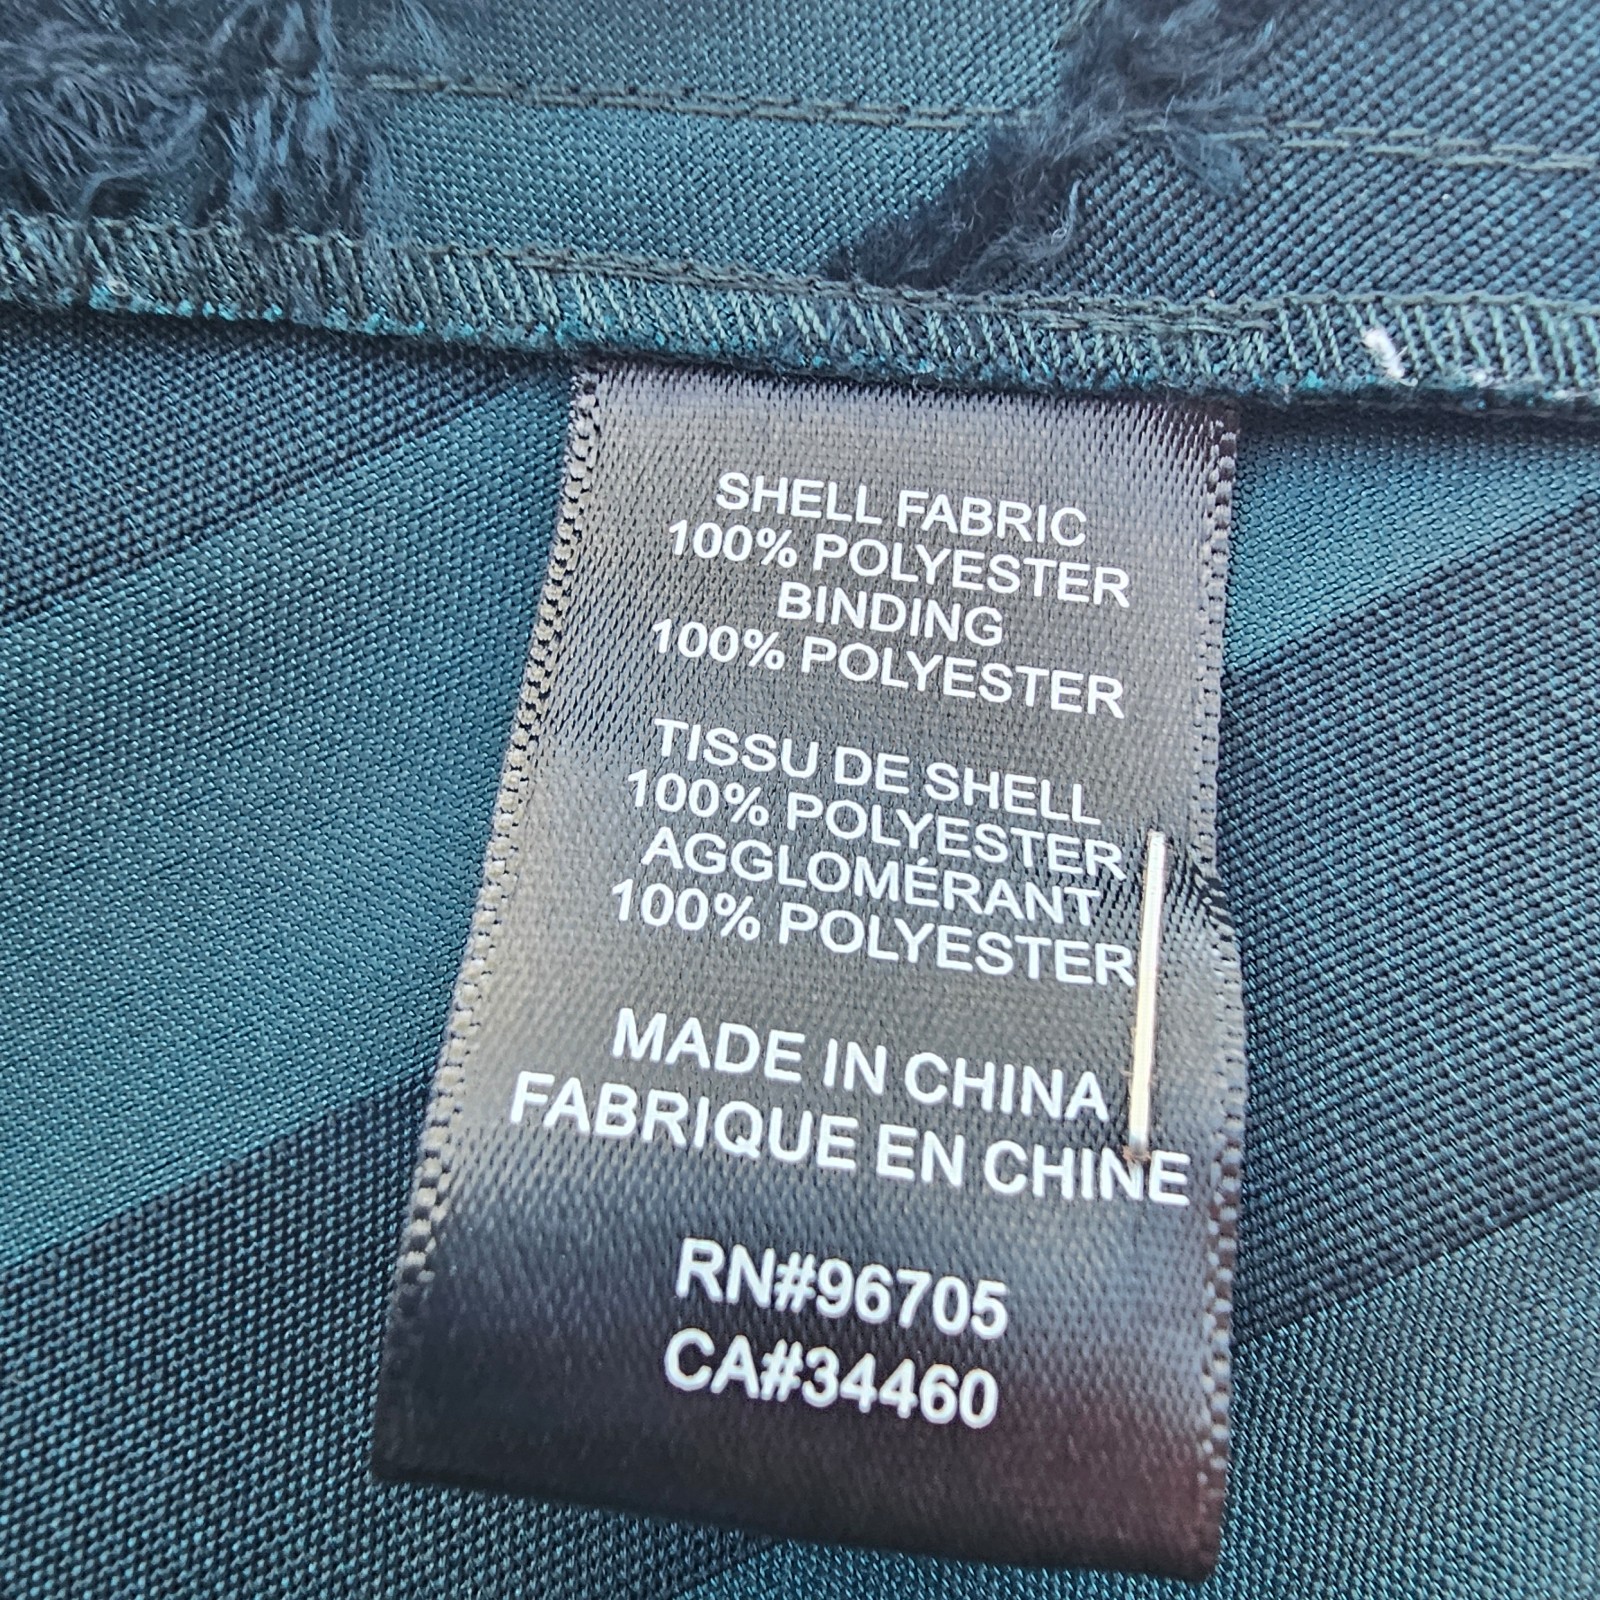 SHELL FABRIC
100% POLYESTER
BINDING
100% POLYESTER
TISSU DE SHELL
100% POLYESTER
AGGLOMÉRANT
100% POLYESTER
MADE IN CHINA
FABRIQUE EN CHINE
RN#96705
CA#34460